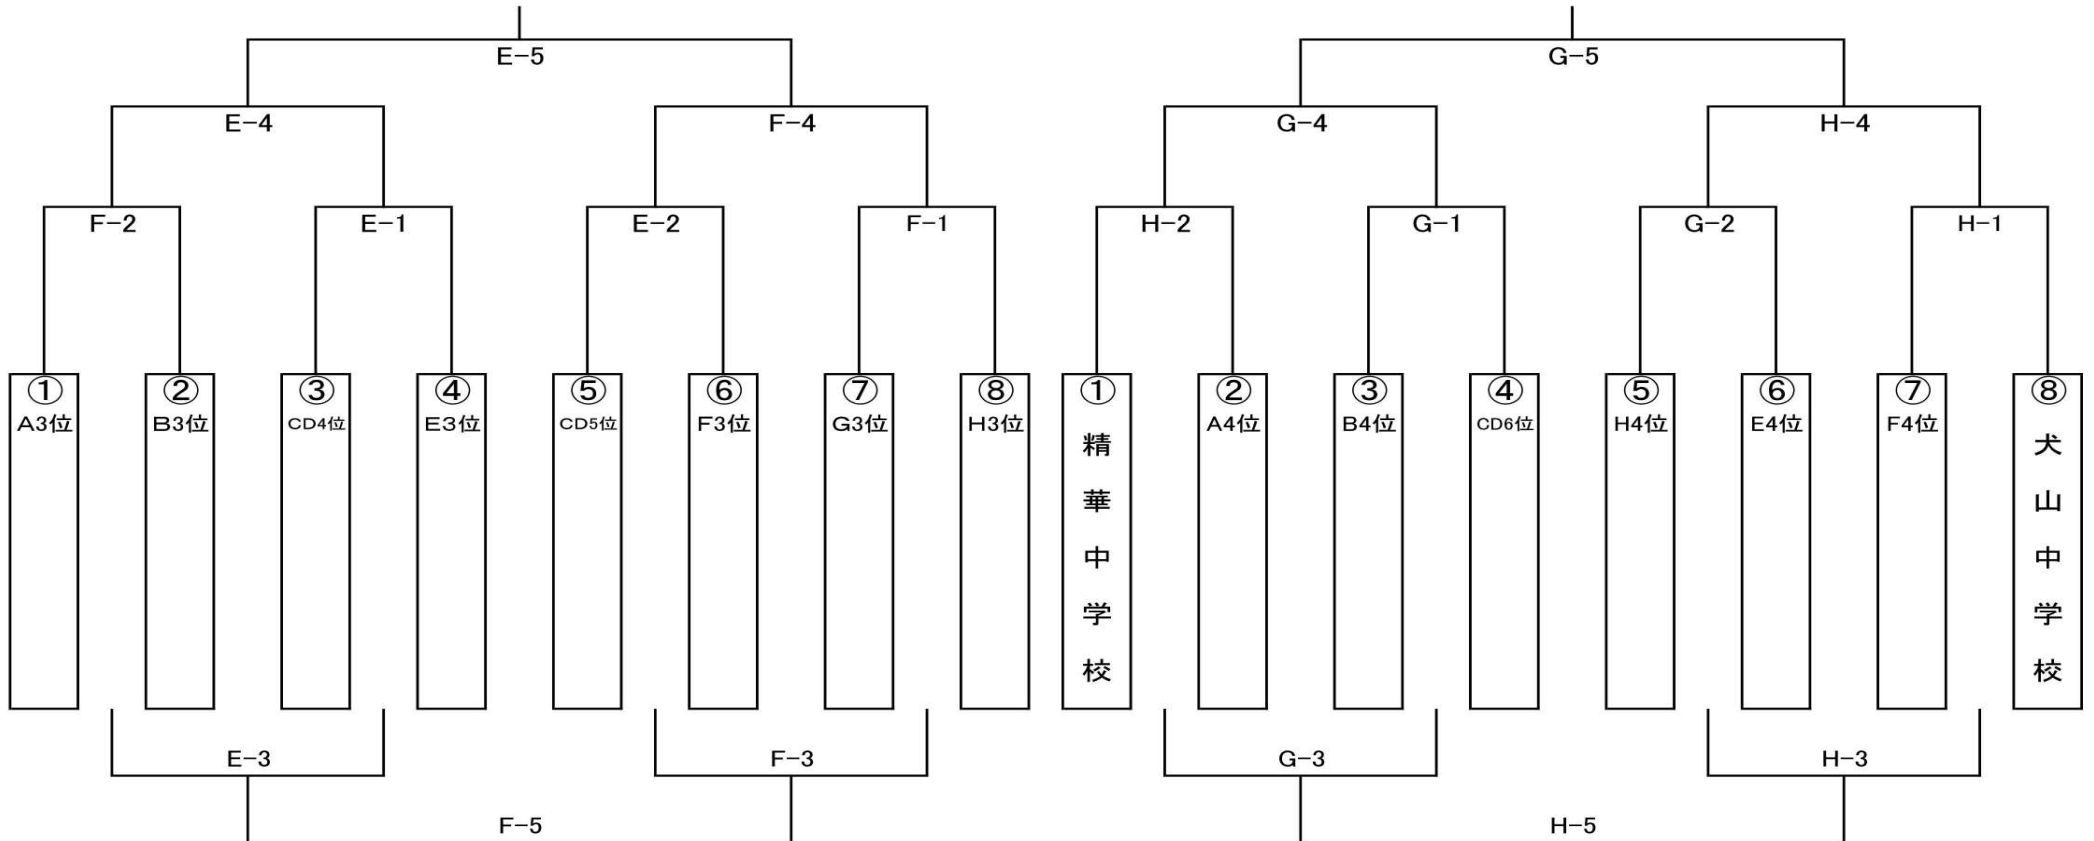 E-5 G-5
E-4 F-4 G-4 H-4
F-2 E-1 E-2 F-1 H-2 G-1 G-2 H-1
① ② ③ ④ ⑤ ⑥ ⑦ ⑧ ① ② ③ ④ ⑤ ⑥ ⑦ ⑧
A3位 B3位 CD4位 E3位 CD5位 F3位 G3位 H3位 精華中学校 A4位 B4位 CD6位 H4位 E4位 F4位 犬山中学校
E-3 F-3 G-3 H-3
F-5 H-5